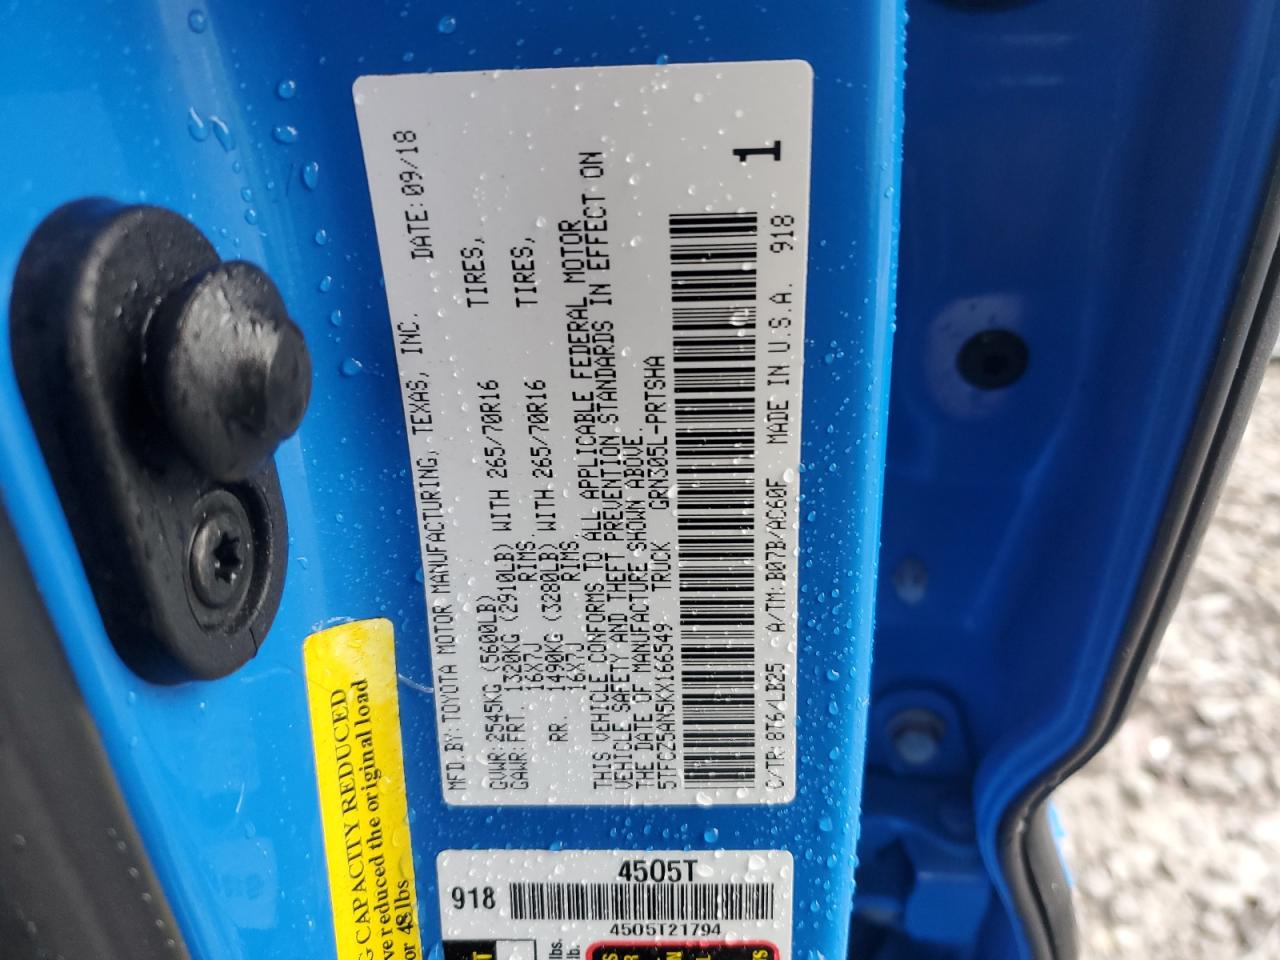 MFD. BY: TOYOTA MOTOR MANUFACTURING, TEXAS, INC. DATE: 09/18
GVWR: 2545KG (5600LB)
GAWR: FRT. 1320KG (2910LB) WITH 265/70R16 TIRES,
16X7J RIMS.
RR. 1490KG (3280LB) WITH 265/70R16 TIRES,
16X7J RIMS.
THIS VEHICLE CONFORMS TO ALL APPLICABLE FEDERAL MOTOR
VEHICLE SAFETY AND THEFT PREVENTION STANDARDS IN EFFECT ON
THE DATE OF MANUFACTURE SHOWN ABOVE.
5TFCZ5AN5KX166549 TRUCK GRN305L-PRTSHA
1
C/TR: 8T6/LB25 A/TM: B07B/AC60F MADE IN U.S.A. 918
G CAPACITY REDUCED
ve reduced the original load
or 48 lbs
4505T
918
4505T21794
lbs.
lb.